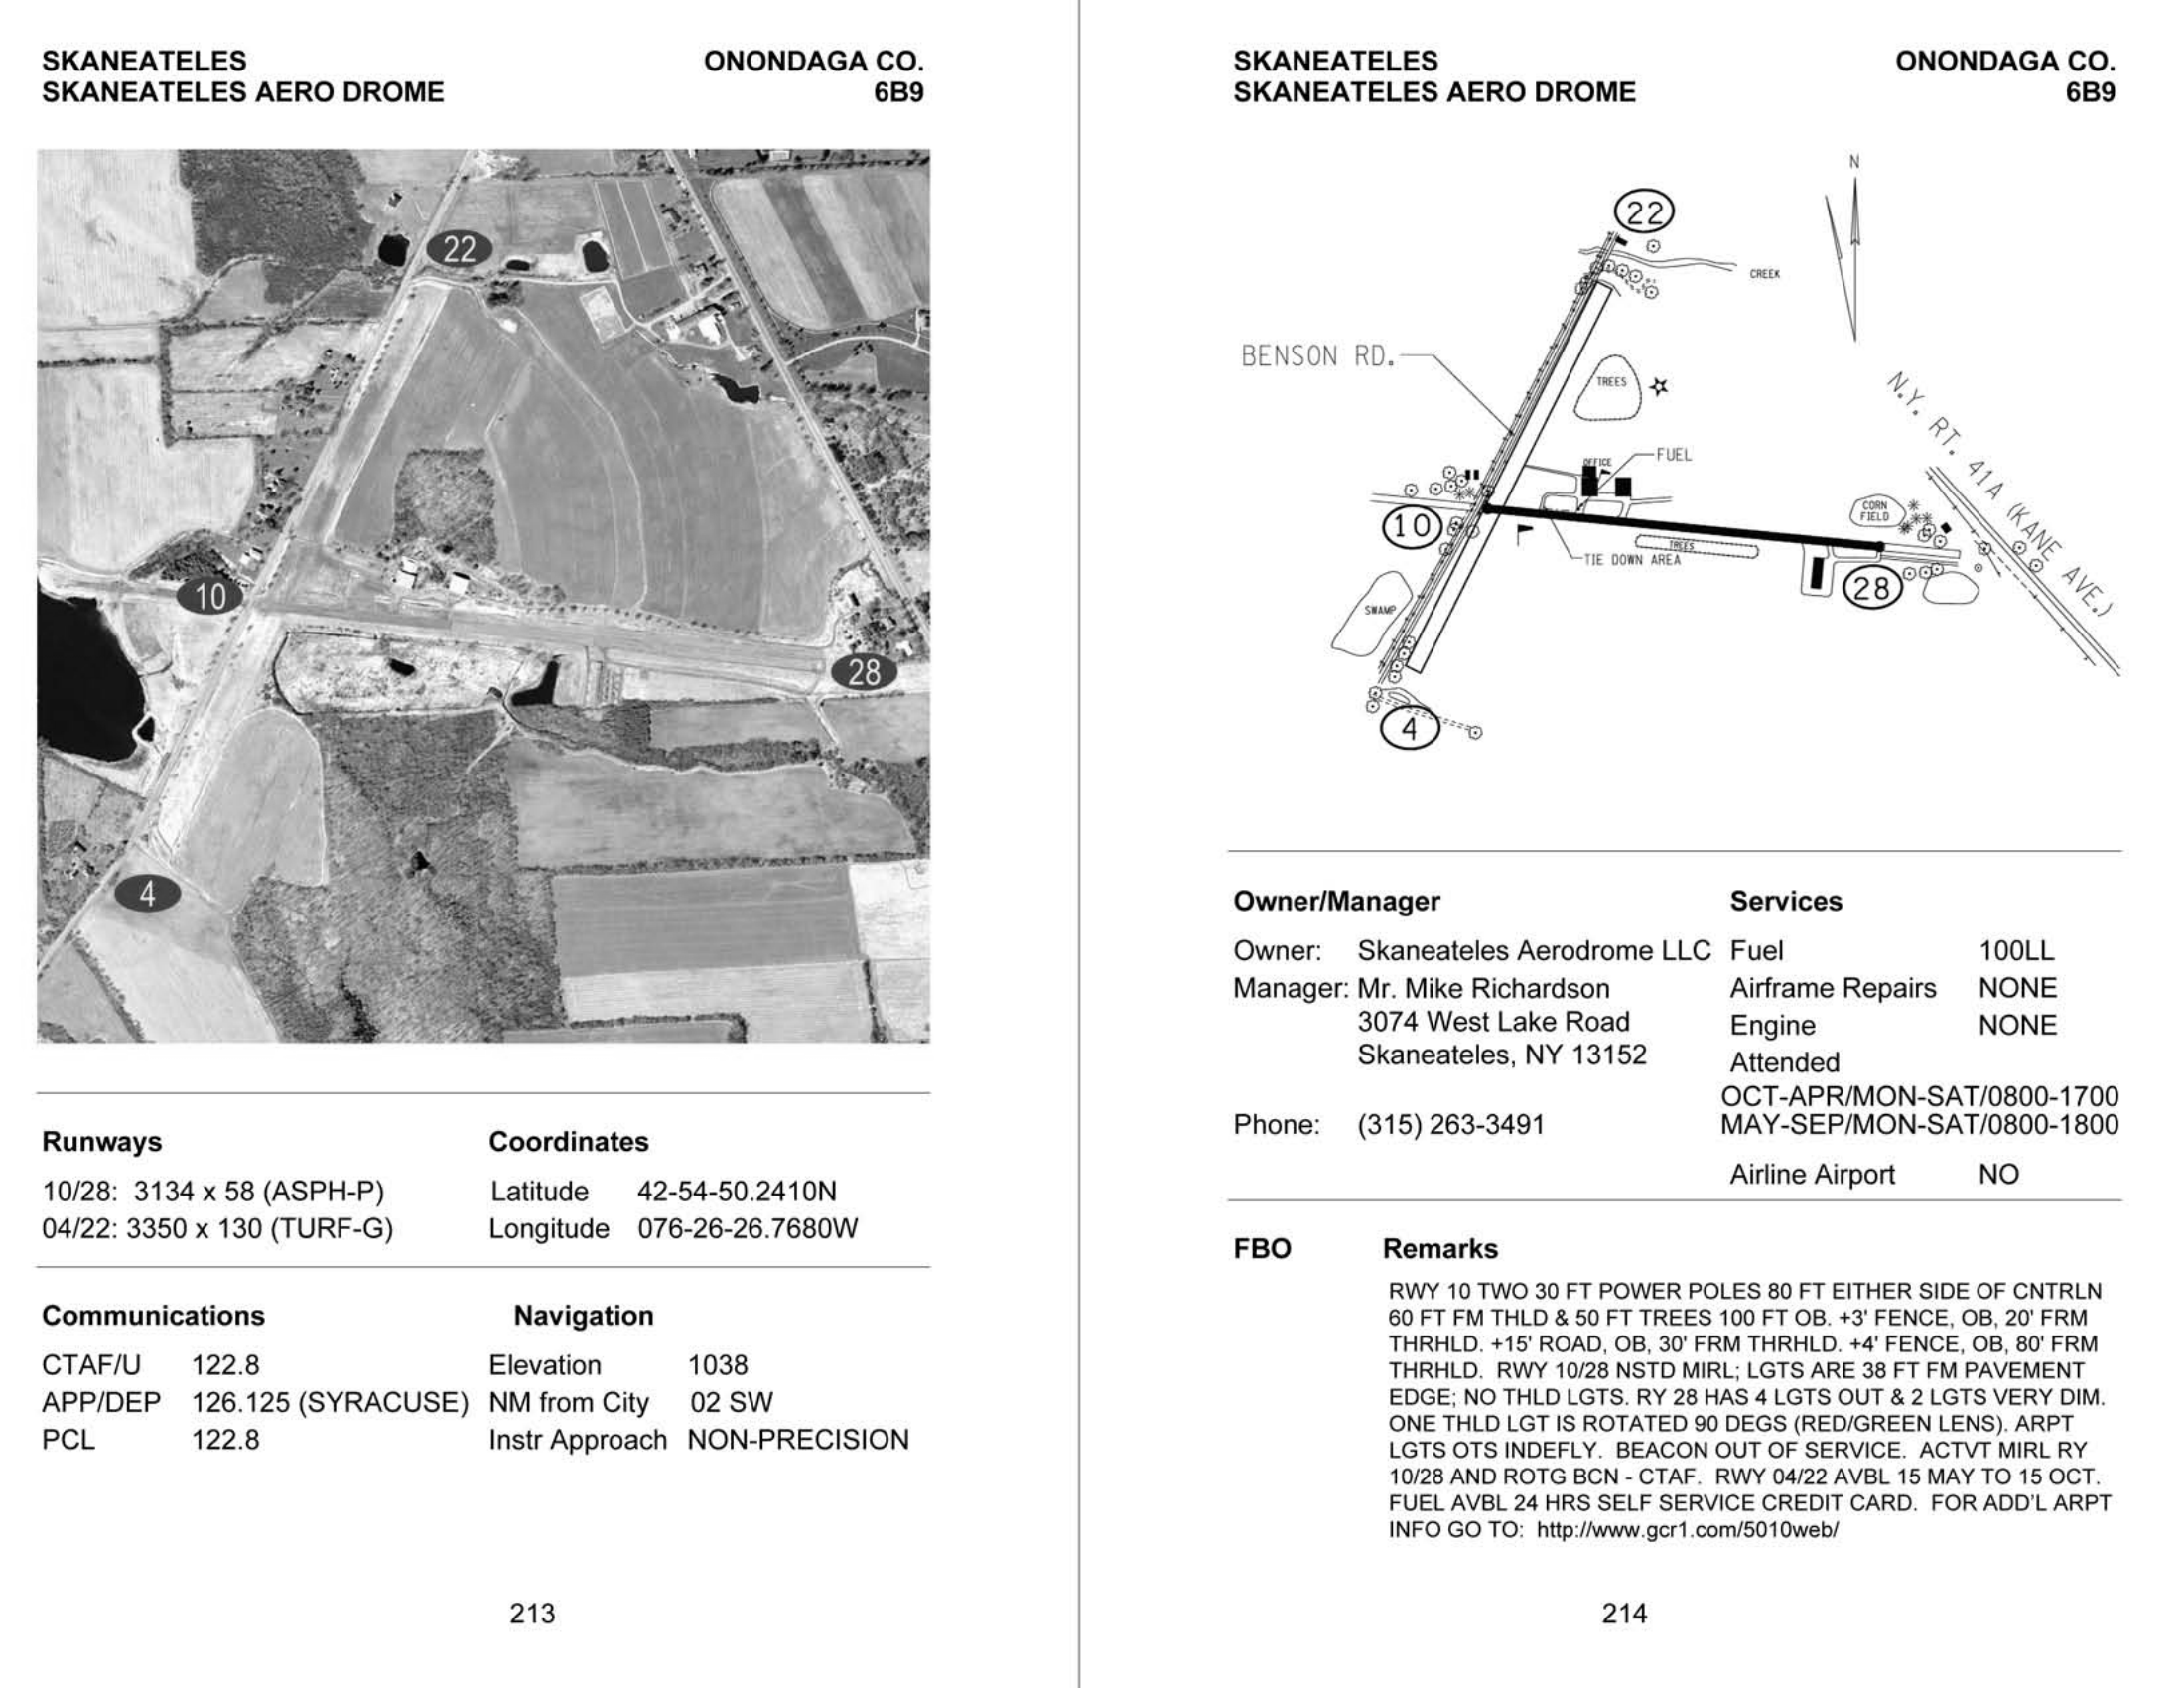 SKANEATELES ONONDAGA CO.
SKANEATELES AERO DROME 6B9
22
10
28
4
Runways Coordinates
10/28: 3134 x 58 (ASPH-P) Latitude 42-54-50.2410N
04/22: 3350 x 130 (TURF-G) Longitude 076-26-26.7680W
Communications Navigation
CTAF/U 122.8 Elevation 1038
APP/DEP 126.125 (SYRACUSE) NM from City 02 SW
PCL 122.8 Instr Approach NON-PRECISION
213
SKANEATELES ONONDAGA CO.
SKANEATELES AERO DROME 6B9
N
22
CREEK
BENSON RD.
TREES
N.Y. RT. 41A (KANE AVE.)
FUEL
OFFICE
CORN
FIELD
10
TREES
TIE DOWN AREA
28
SWAMP
4
Owner/Manager Services
Owner: Skaneateles Aerodrome LLC Fuel 100LL
Manager: Mr. Mike Richardson Airframe Repairs NONE
3074 West Lake Road Engine NONE
Skaneateles, NY 13152 Attended
OCT-APR/MON-SAT/0800-1700
Phone: (315) 263-3491 MAY-SEP/MON-SAT/0800-1800
Airline Airport NO
FBO Remarks
RWY 10 TWO 30 FT POWER POLES 80 FT EITHER SIDE OF CNTRLN
60 FT FM THLD & 50 FT TREES 100 FT OB. +3' FENCE, OB, 20' FRM
THRHLD. +15' ROAD, OB, 30' FRM THRHLD. +4' FENCE, OB, 80' FRM
THRHLD. RWY 10/28 NSTD MIRL; LGTS ARE 38 FT FM PAVEMENT
EDGE; NO THLD LGTS. RY 28 HAS 4 LGTS OUT & 2 LGTS VERY DIM.
ONE THLD LGT IS ROTATED 90 DEGS (RED/GREEN LENS). ARPT
LGTS OTS INDEFLY. BEACON OUT OF SERVICE. ACTVT MIRL RY
10/28 AND ROTG BCN - CTAF. RWY 04/22 AVBL 15 MAY TO 15 OCT.
FUEL AVBL 24 HRS SELF SERVICE CREDIT CARD. FOR ADD'L ARPT
INFO GO TO: http://www.gcr1.com/5010web/
214